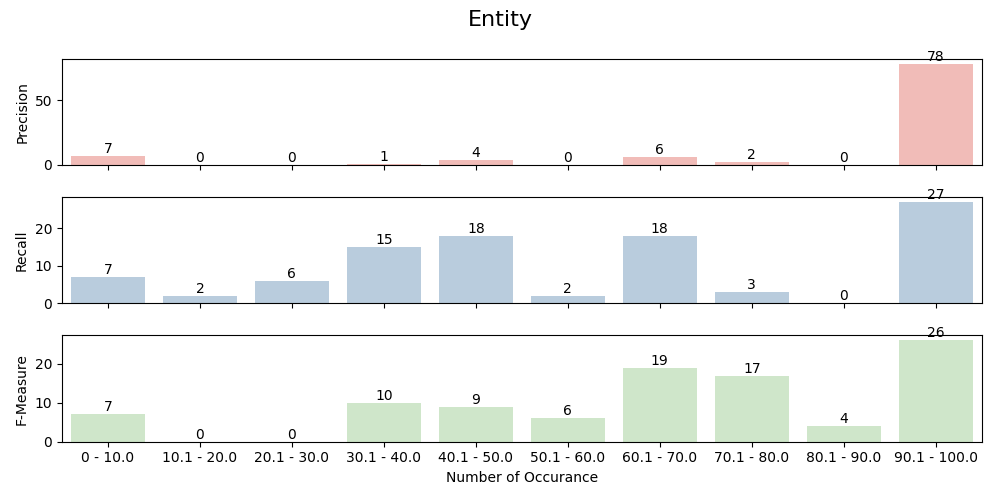 Entity
Precision
50
0
7
0
0
1
4
0
6
2
0
78
Recall
20
10
0
7
2
6
15
18
2
18
3
0
27
F-Measure
20
10
0
7
0
0
10
9
6
19
17
4
26
0 - 10.0
10.1 - 20.0
20.1 - 30.0
30.1 - 40.0
40.1 - 50.0
50.1 - 60.0
60.1 - 70.0
70.1 - 80.0
80.1 - 90.0
90.1 - 100.0
Number of Occurance